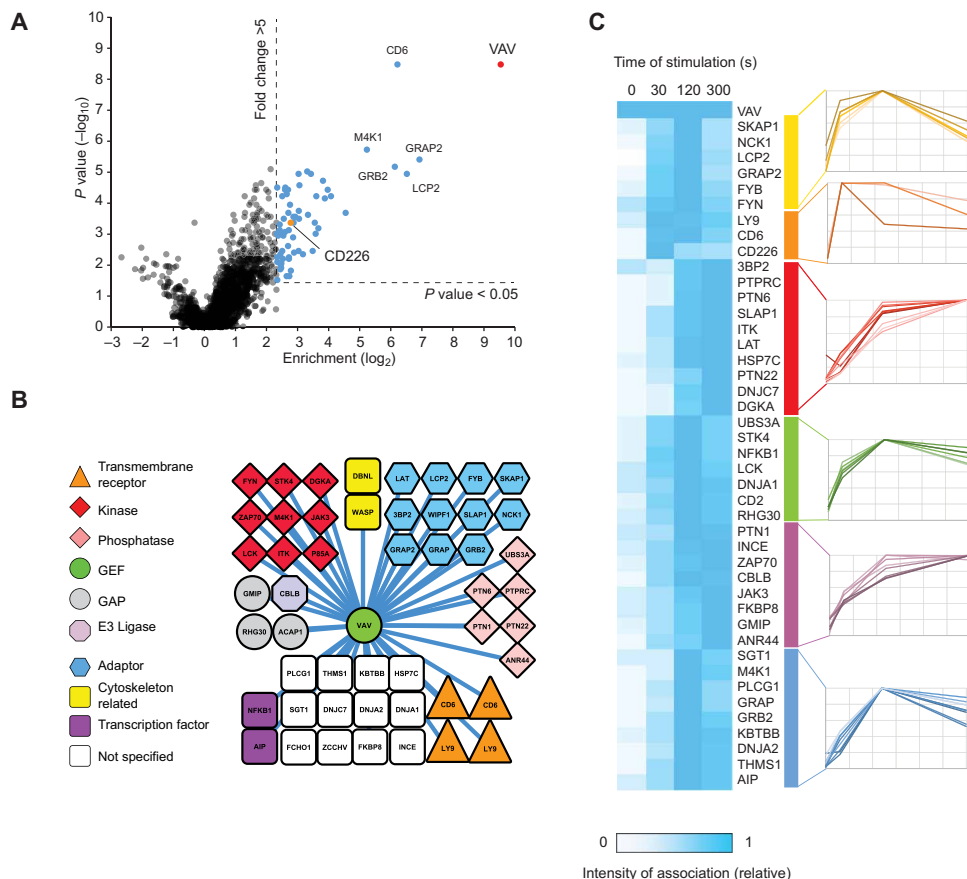 A
P value (–log10)
10
9
8
7
6
5
4
3
2
1
0
–3
–2
–1
0
1
2
3
4
5
6
7
8
9
10
Enrichment (log2)
Fold change >5
P value < 0.05
CD6
VAV
M4K1
GRAP2
GRB2
LCP2
CD226
B
Transmembrane
receptor
Kinase
Phosphatase
GEF
GAP
E3 Ligase
Adaptor
Cytoskeleton
related
Transcription factor
Not specified
FYN STK4 DGKA
ZAP70 M4K1 JAK3
LCK ITK P85A
DBNL
WASP
LAT LCP2 FYB SKAP1
3BP2 WIPF1 SLAP1 NCK1
GRAP2 GRAP GRB2
UBS3A
PTN6 PTPRC
PTN1 PTN22
ANR44
GMIP CBLB
RHG30 ACAP1
VAV
PLCG1 THMS1 KBTBB HSP7C
NFKB1 SGT1 DNJC7 DNJA2 DNJA1 CD6 CD6
AIP FCHO1 ZCCHV FKBP8 INCE LY9 LY9
C
Time of stimulation (s)
0 30 120 300
VAV
SKAP1
NCK1
LCP2
GRAP2
FYB
FYN
LY9
CD6
CD226
3BP2
PTPRC
PTN6
SLAP1
ITK
LAT
HSP7C
PTN22
DNJC7
DGKA
UBS3A
STK4
NFKB1
LCK
DNJA1
CD2
RHG30
PTN1
INCE
ZAP70
CBLB
JAK3
FKBP8
GMIP
ANR44
SGT1
M4K1
PLCG1
GRAP
GRB2
KBTBB
DNJA2
THMS1
AIP
0 1
Intensity of association (relative)